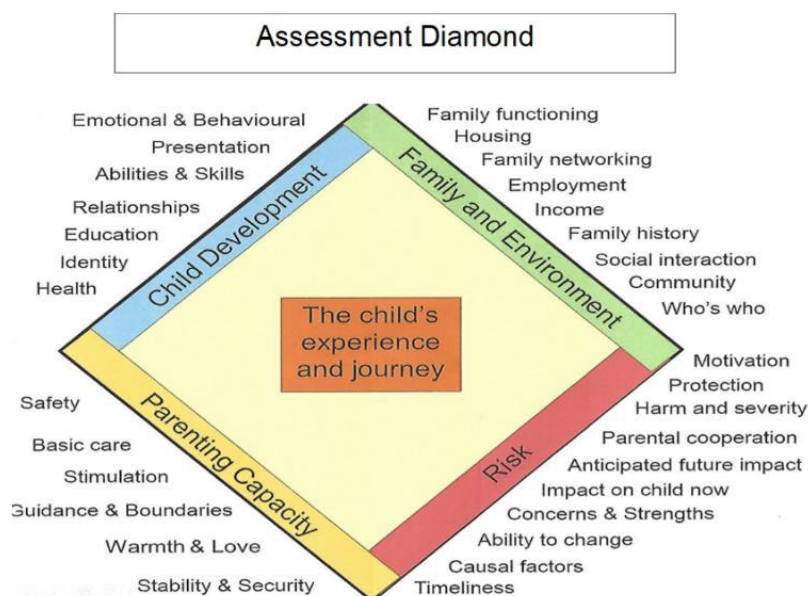 Assessment Diamond
Emotional & Behavioural
Presentation
Abilities & Skills
Relationships
Education
Identity
Health
Child Development
Family functioning
Housing
Family networking
Employment
Income
Family history
Social interaction
Community
Who's who
Family and Environment
The child's
experience
and journey
Safety
Basic care
Stimulation
Guidance & Boundaries
Warmth & Love
Stability & Security
Parenting Capacity
Motivation
Protection
Harm and severity
Parental cooperation
Anticipated future impact
Impact on child now
Concerns & Strengths
Ability to change
Causal factors
Timeliness
Risk